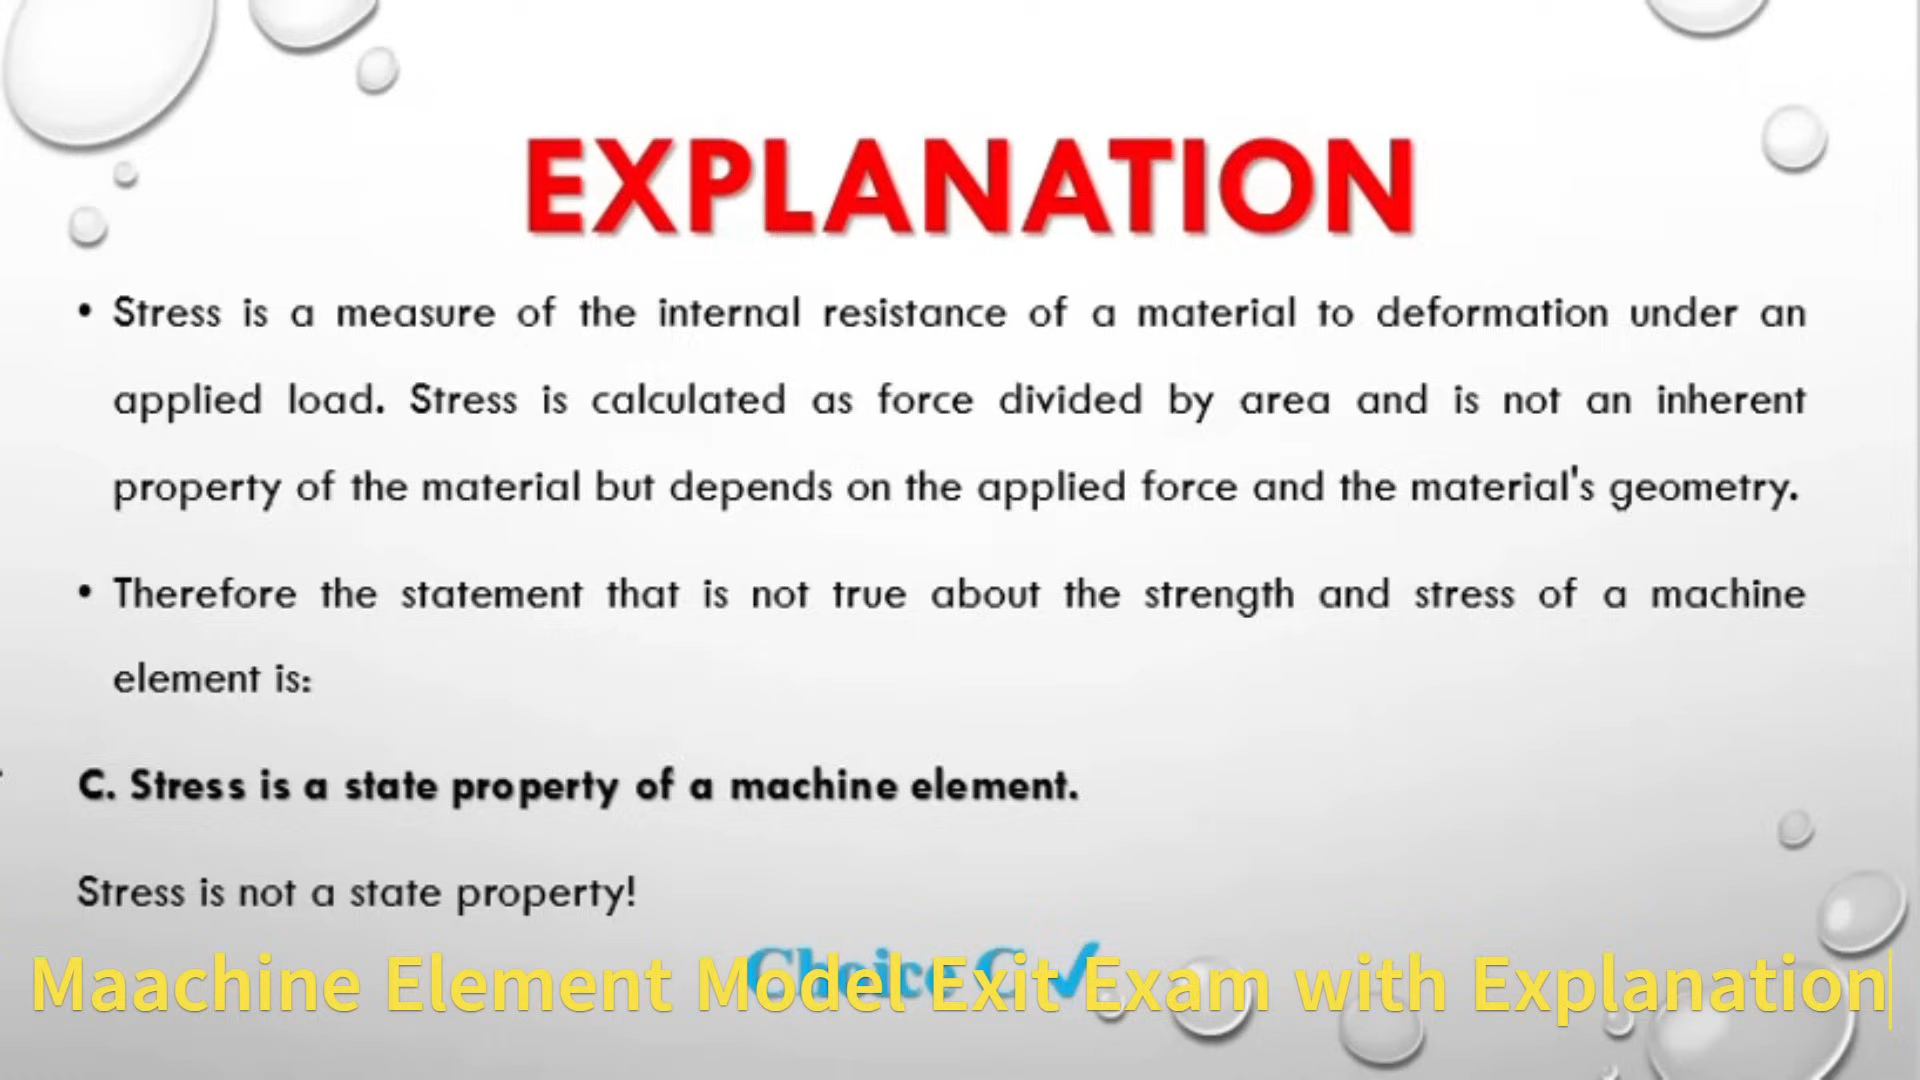 EXPLANATION
• Stress is a measure of the internal resistance of a material to deformation under an
applied load. Stress is calculated as force divided by area and is not an inherent
property of the material but depends on the applied force and the material's geometry.
• Therefore the statement that is not true about the strength and stress of a machine
element is:
C. Stress is a state property of a machine element.
Stress is not a state property!
Choice C ✓
Maachine Element Model Exit Exam with Explanation